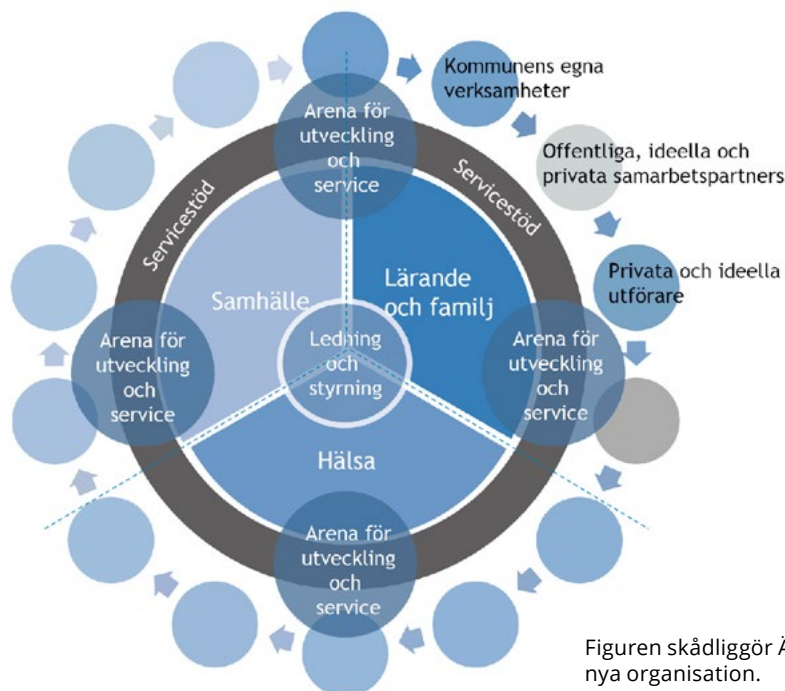 Kommunens egna
verksamheter
Arena för
utveckling
och
service
Offentliga, ideella och
privata samarbetspartners
Servicestöd
Servicestöd
Privata och ideella
utförare
Samhälle
Lärande
och familj
Ledning
och
styrning
Arena för
utveckling
och
service
Arena för
utveckling
och
service
Hälsa
Arena för
utveckling
och
service
Figuren skådliggör
nya organisation.